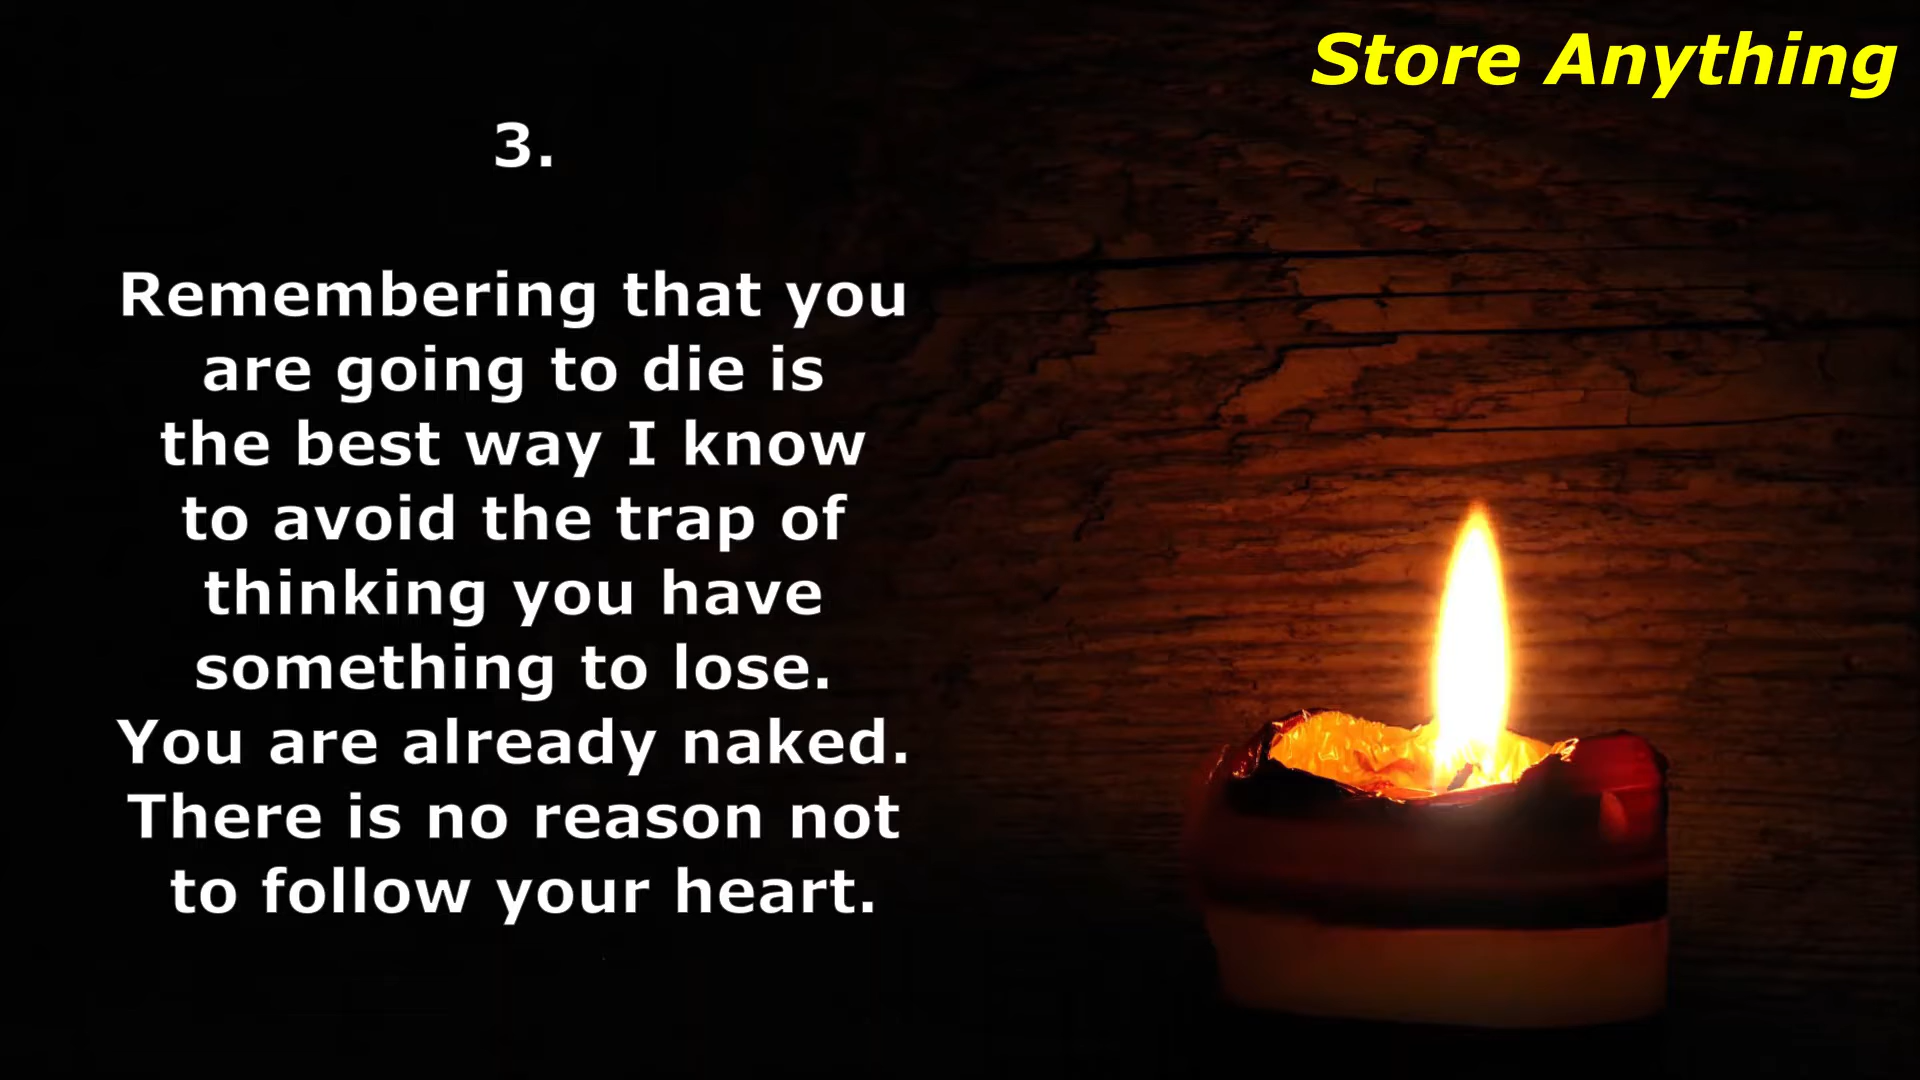 Store Anything
3.
Remembering that you
are going to die is
the best way I know
to avoid the trap of
thinking you have
something to lose.
You are already naked.
There is no reason not
to follow your heart.